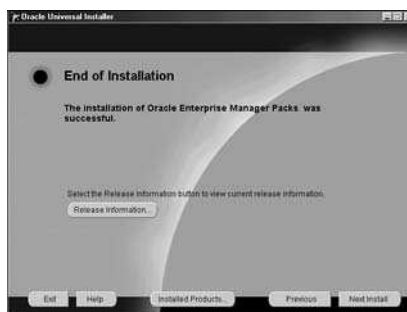 Oracle Universal Installer
End of Installation
The installation of Oracle Enterprise Manager Packs was
successful.
Select the Release Information button to view current release information.
Release Information...
Exit
Help
Installed Products...
Previous
Next Install